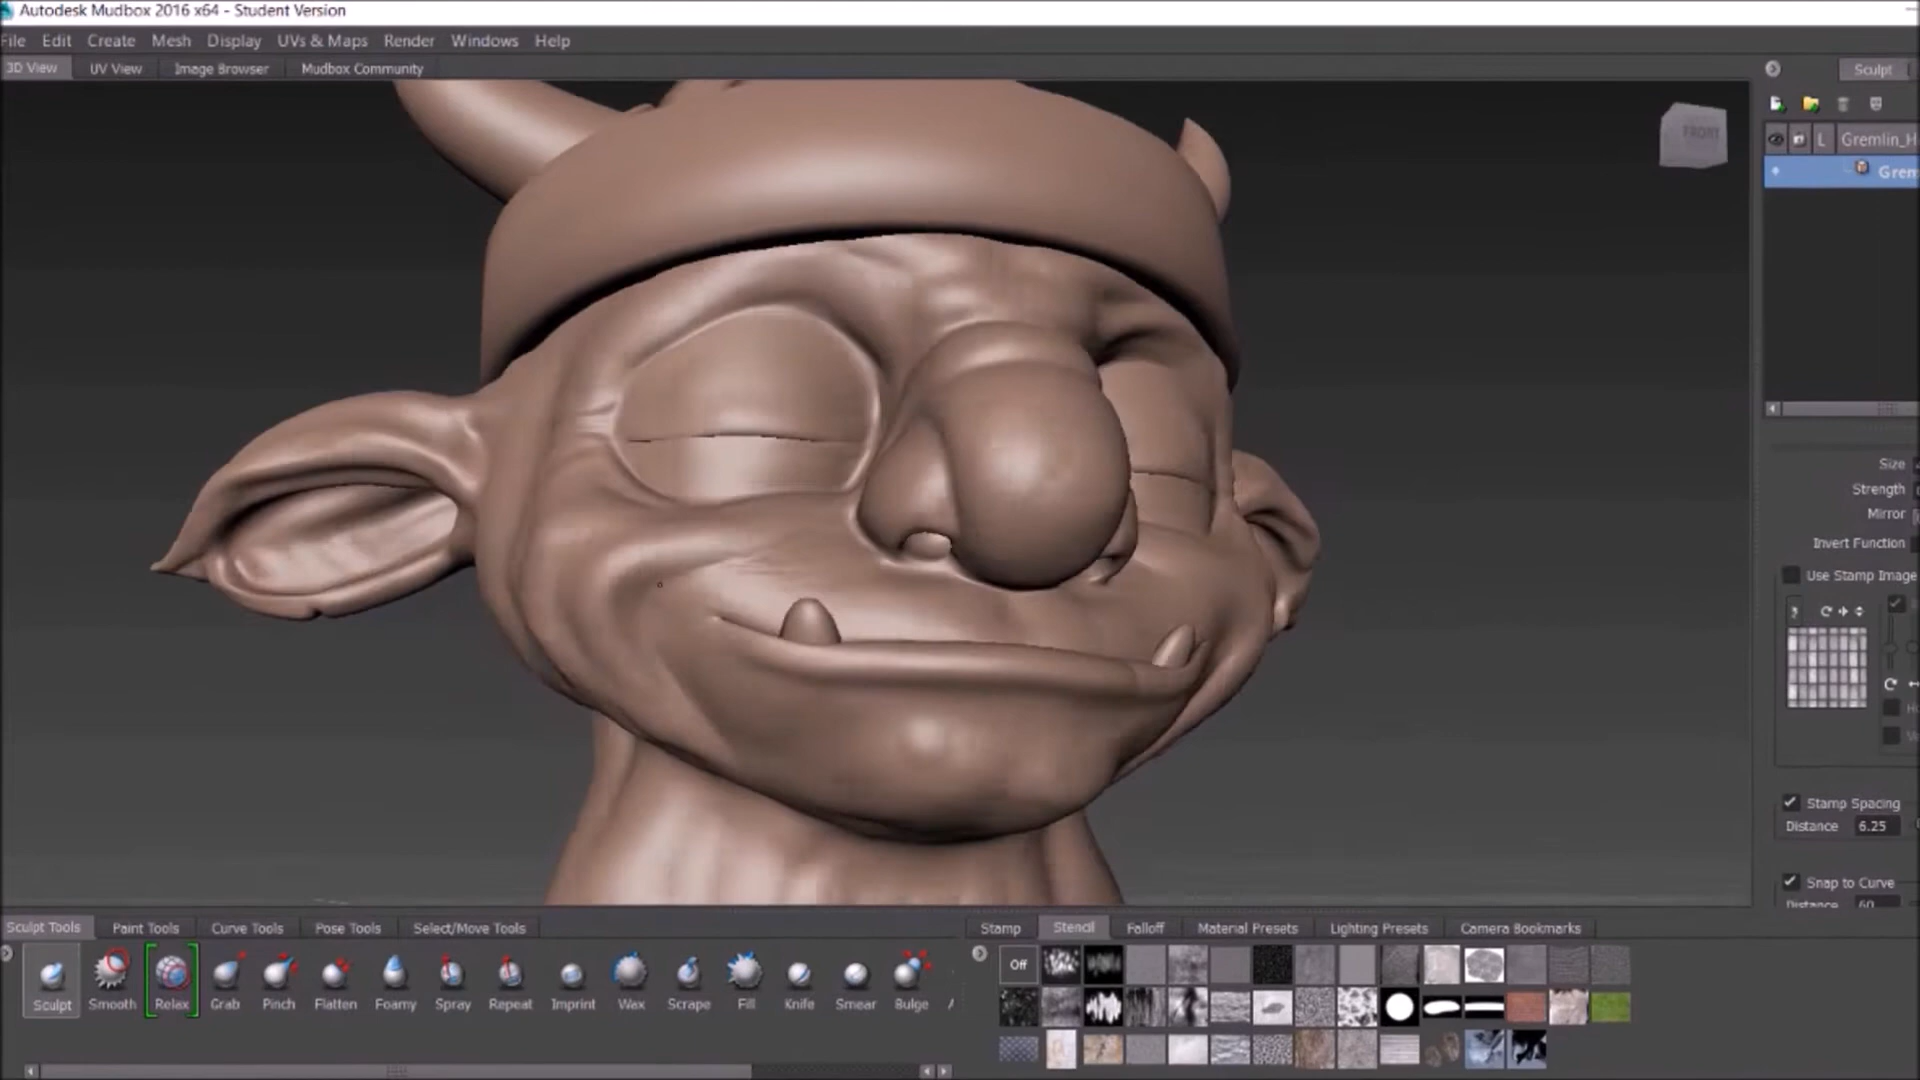 Autodesk Mudbox 2016 x64 - Student Version
File Edit Create Mesh Display UVs & Maps Render Windows Help
3D View UV View Image Browser Mudbox Community
Sculpt
FRONT
L Gremlin_H
Grem
Size
Strength
Mirror
Invert Function
Use Stamp Image
Stamp Spacing
Distance 6.25
Snap to Curve
Distance 60
Sculpt Tools Paint Tools Curve Tools Pose Tools Select/Move Tools
Stamp Stencil Falloff Material Presets Lighting Presets Camera Bookmarks
Off
Sculpt Smooth Relax Grab Pinch Flatten Foamy Spray Repeat Imprint Wax Scrape Fill Knife Smear Bulge